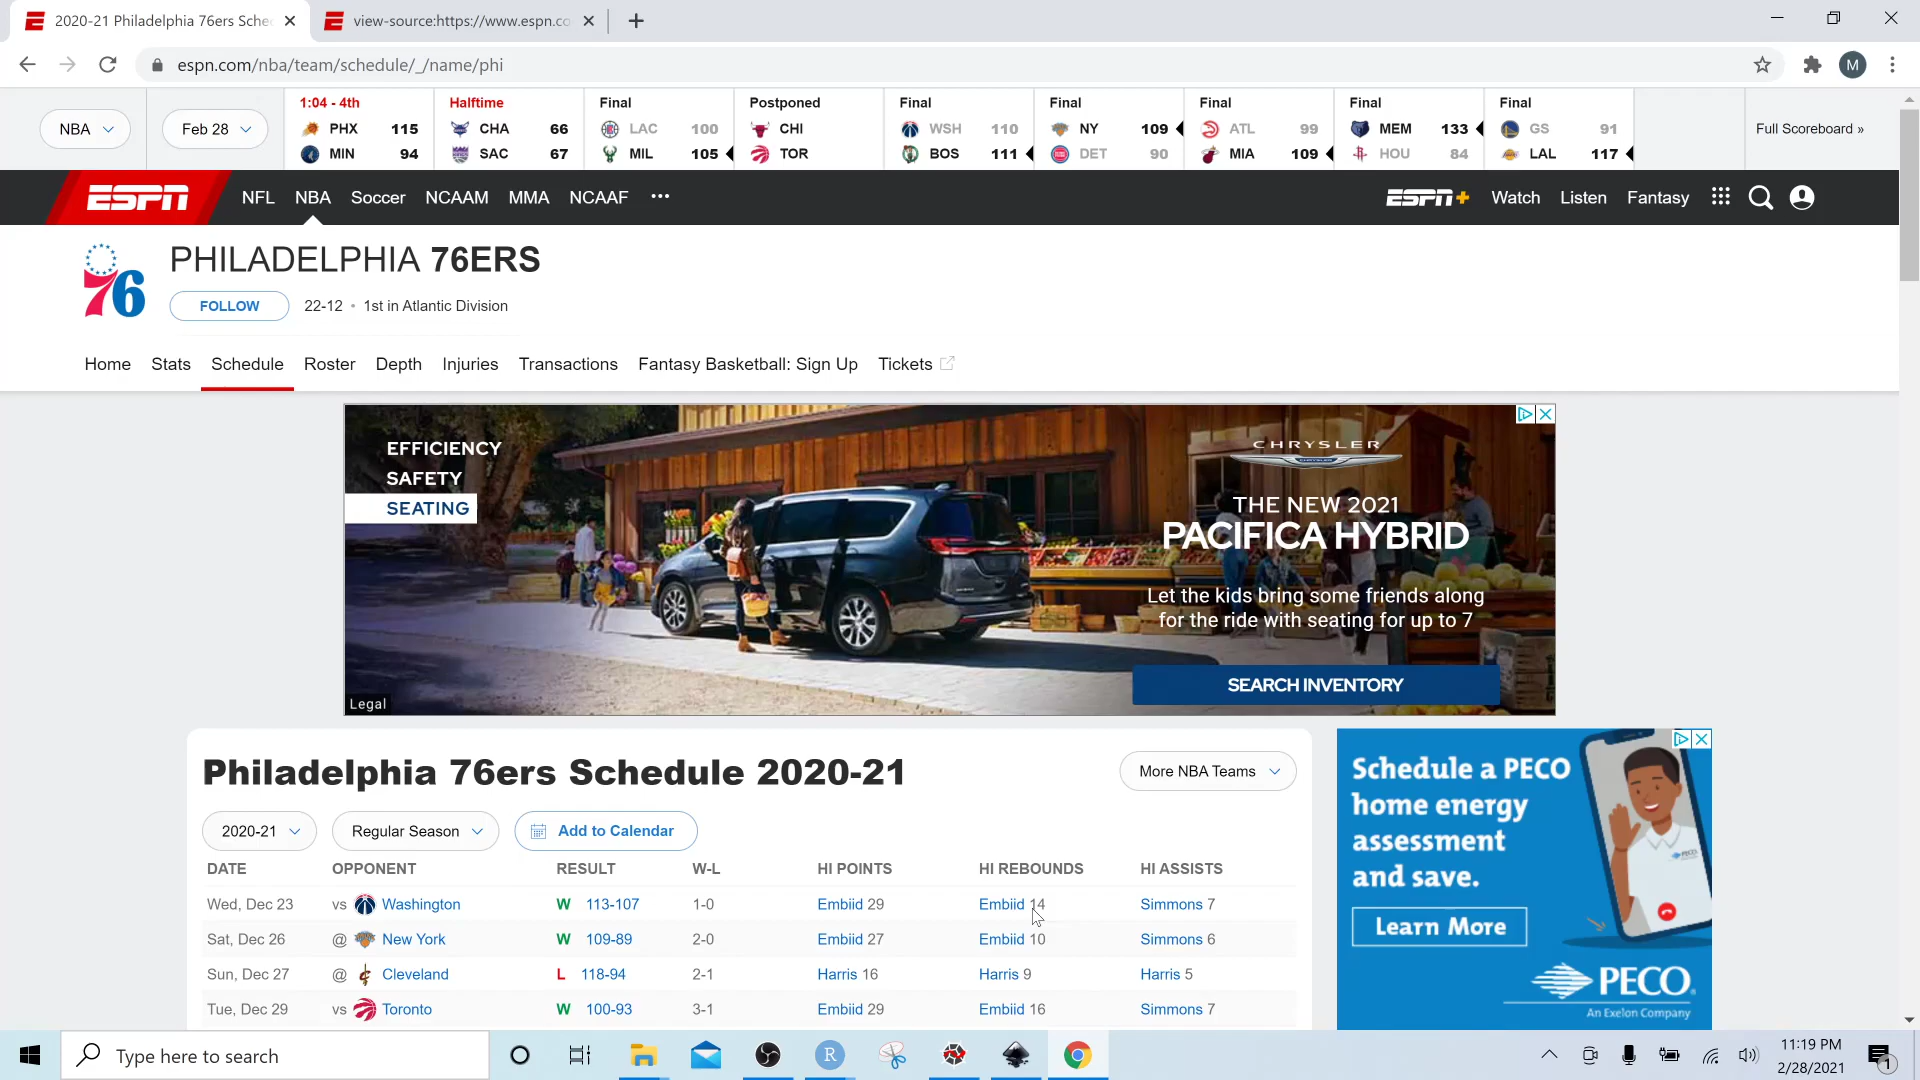 2020-21 Philadelphia 76ers Sche
view-source:https://www.espn.co
espn.com/nba/team/schedule/_/name/phi
M
NBA
Feb 28
1:04 - 4th
PHX 115
MIN 94
Halftime
CHA 66
SAC 67
Final
LAC 100
MIL 105
Postponed
CHI
TOR
Final
WSH 110
BOS 111
Final
NY 109
DET 90
Final
ATL 99
MIA 109
Final
MEM 133
HOU 84
Final
GS 91
LAL 117
Full Scoreboard »
ESPN NFL NBA Soccer NCAAM MMA NCAAF ••• ESPN+ Watch Listen Fantasy
76
PHILADELPHIA 76ERS
FOLLOW 22-12 • 1st in Atlantic Division
Home Stats Schedule Roster Depth Injuries Transactions Fantasy Basketball: Sign Up Tickets
EFFICIENCY
SAFETY
SEATING
Legal
CHRYSLER
THE NEW 2021
PACIFICA HYBRID
Let the kids bring some friends along
for the ride with seating for up to 7
SEARCH INVENTORY
Philadelphia 76ers Schedule 2020-21
More NBA Teams
2020-21 Regular Season Add to Calendar
DATE OPPONENT RESULT W-L HI POINTS HI REBOUNDS HI ASSISTS
Wed, Dec 23 vs Washington W 113-107 1-0 Embiid 29 Embiid 14 Simmons 7
Sat, Dec 26 @ New York W 109-89 2-0 Embiid 27 Embiid 10 Simmons 6
Sun, Dec 27 @ Cleveland L 118-94 2-1 Harris 16 Harris 9 Harris 5
Tue, Dec 29 vs Toronto W 100-93 3-1 Embiid 29 Embiid 16 Simmons 7
Schedule a PECO
home energy
assessment
and save.
Learn More
PECO
An Exelon Company
Type here to search
R
11:19 PM
2/28/2021
1